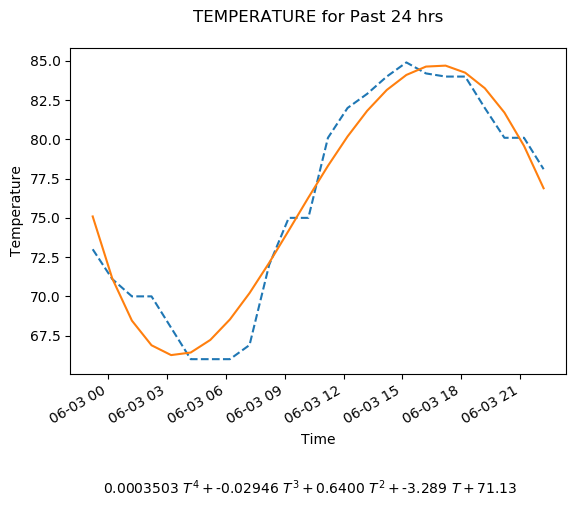 TEMPERATURE for Past 24 hrs
85.0
82.5
80.0
77.5
75.0
72.5
70.0
67.5
Temperature
06-03 00 06-03 03 06-03 06 06-03 09 06-03 12 06-03 15 06-03 18 06-03 21
Time
0.0003503 T⁴ + -0.02946 T³ + 0.6400 T² + -3.289 T + 71.13